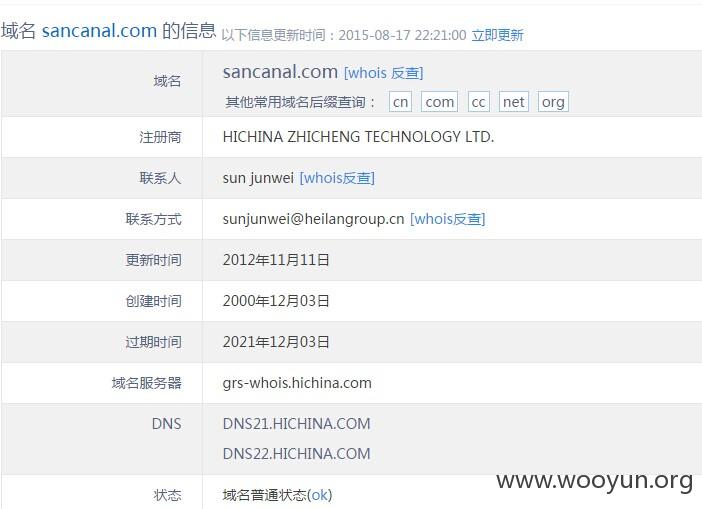 域名 sancanal.com 的信息 以下信息更新时间：2015-08-17 22:21:00 立即更新
域名 sancanal.com [whois 反查]
其他常用域名后缀查询： cn com cc net org
注册商 HICHINA ZHICHENG TECHNOLOGY LTD.
联系人 sun junwei [whois反查]
联系方式 sunjunwei@heilangroup.cn [whois反查]
更新时间 2012年11月11日
创建时间 2000年12月03日
过期时间 2021年12月03日
域名服务器 grs-whois.hichina.com
DNS DNS21.HICHINA.COM
DNS22.HICHINA.COM
状态 域名普通状态(ok)
www.wooyun.org